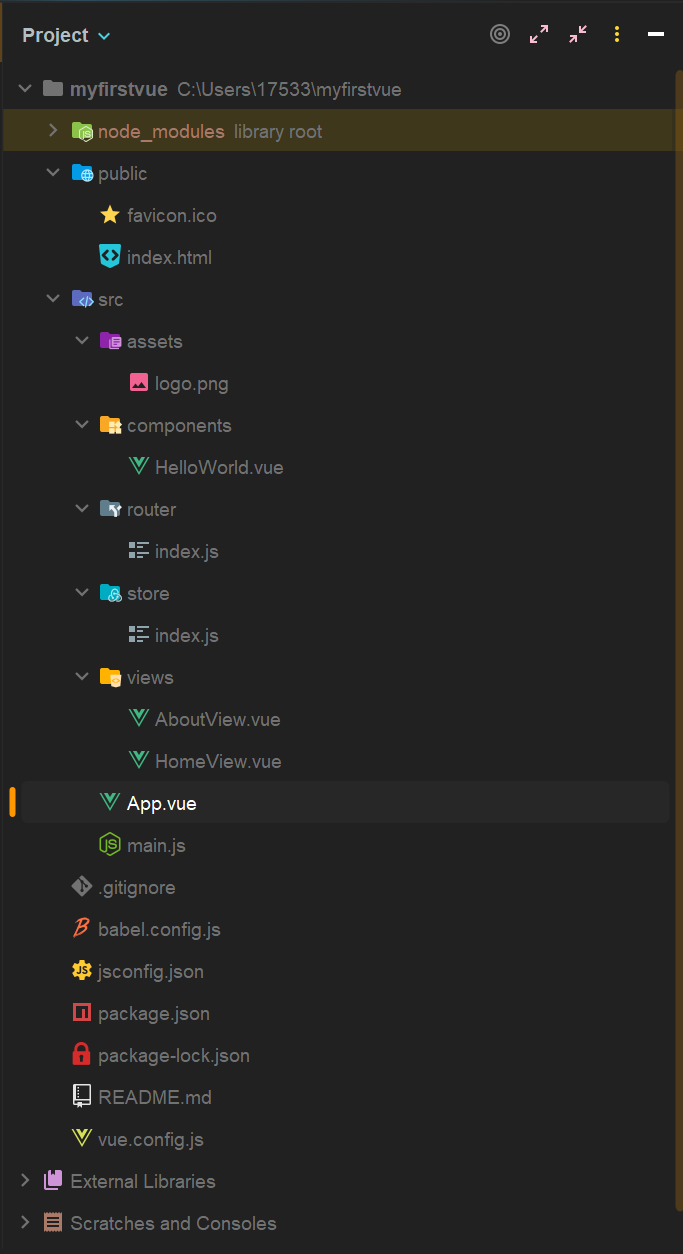 Project
myfirstvue C:\Users\17533\myfirstvue
node_modules library root
public
favicon.ico
index.html
src
assets
logo.png
components
HelloWorld.vue
router
index.js
store
index.js
views
AboutView.vue
HomeView.vue
App.vue
main.js
.gitignore
babel.config.js
jsconfig.json
package.json
package-lock.json
README.md
vue.config.js
External Libraries
Scratches and Consoles